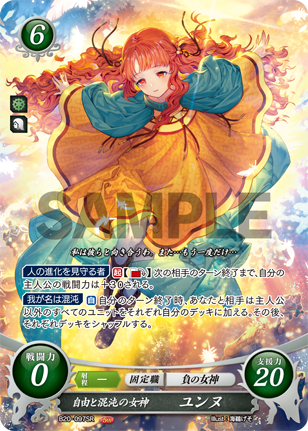 6
SAMPLE
私は彼らと向き合うわ。また…もう一度だけ…
人の進化を見守る者 起【 】次の相手のターン終了まで、自分の
主人公の戦闘力は＋30される。
我が名は混沌 自 自分のターン終了時、あなたと相手は主人公
以外のすべてのユニットをそれぞれ自分のデッキに加える。その後、
それぞれデッキをシャッフルする。
戦闘力
0
射程 — 固定職 負の女神
支援力
20
自由と混沌の女神 ユンヌ
B20-097SR
Illust：海鵜げそ